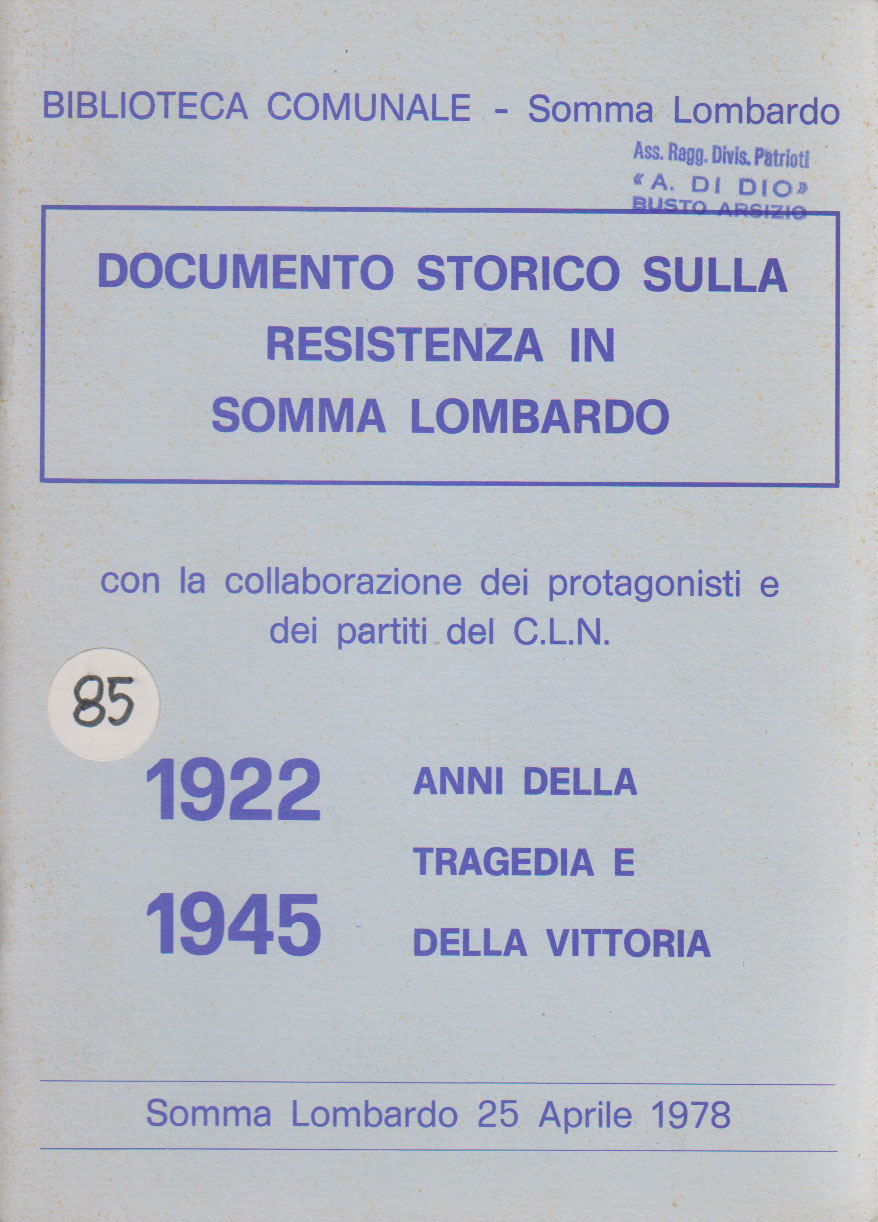 BIBLIOTECA COMUNALE - Somma Lombardo
Ass. Ragg. Divis. Patrioti
« A. DI DIO »
BUSTO ARSIZIO
DOCUMENTO STORICO SULLA
RESISTENZA IN
SOMMA LOMBARDO
con la collaborazione dei protagonisti e
dei partiti del C.L.N.
85
1922 ANNI DELLA
TRAGEDIA E
1945 DELLA VITTORIA
Somma Lombardo 25 Aprile 1978